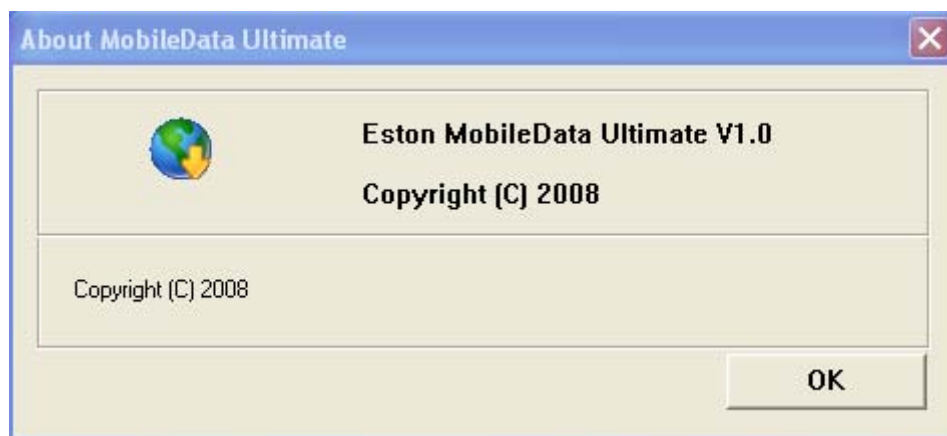 About MobileData Ultimate
Eston MobileData Ultimate V1.0
Copyright (C) 2008
Copyright (C) 2008
OK